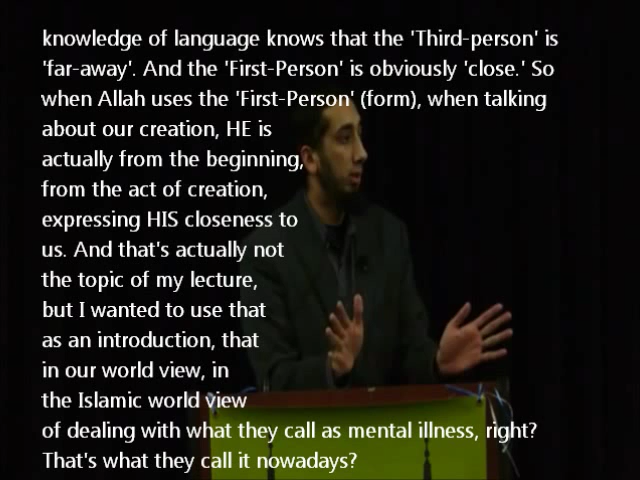 knowledge of language knows that the 'Third-person' is
'far-away'. And the 'First-Person' is obviously 'close.' So
when Allah uses the 'First-Person' (form), when talking
about our creation, HE is
actually from the beginning,
from the act of creation,
expressing HIS closeness to
us. And that's actually not
the topic of my lecture,
but I wanted to use that
as an introduction, that
in our world view, in
the Islamic world view
of dealing with what they call as mental illness, right?
That's what they call it nowadays?